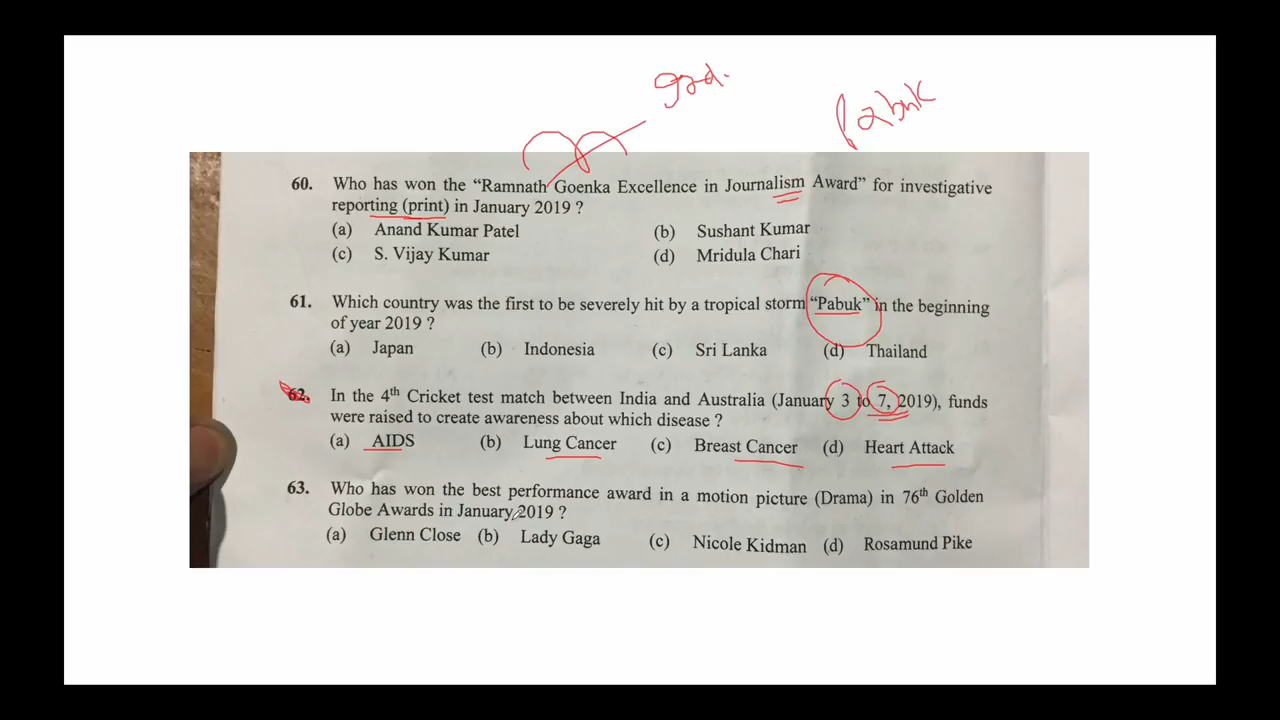 Pabuk
60. Who has won the "Ramnath Goenka Excellence in Journalism Award" for investigative
reporting (print) in January 2019 ?
(a) Anand Kumar Patel (b) Sushant Kumar
(c) S. Vijay Kumar (d) Mridula Chari
61. Which country was the first to be severely hit by a tropical storm "Pabuk" in the beginning
of year 2019 ?
(a) Japan (b) Indonesia (c) Sri Lanka (d) Thailand
62. In the 4th Cricket test match between India and Australia (January 3 to 7, 2019), funds
were raised to create awareness about which disease ?
(a) AIDS (b) Lung Cancer (c) Breast Cancer (d) Heart Attack
63. Who has won the best performance award in a motion picture (Drama) in 76th Golden
Globe Awards in January 2019 ?
(a) Glenn Close (b) Lady Gaga (c) Nicole Kidman (d) Rosamund Pike